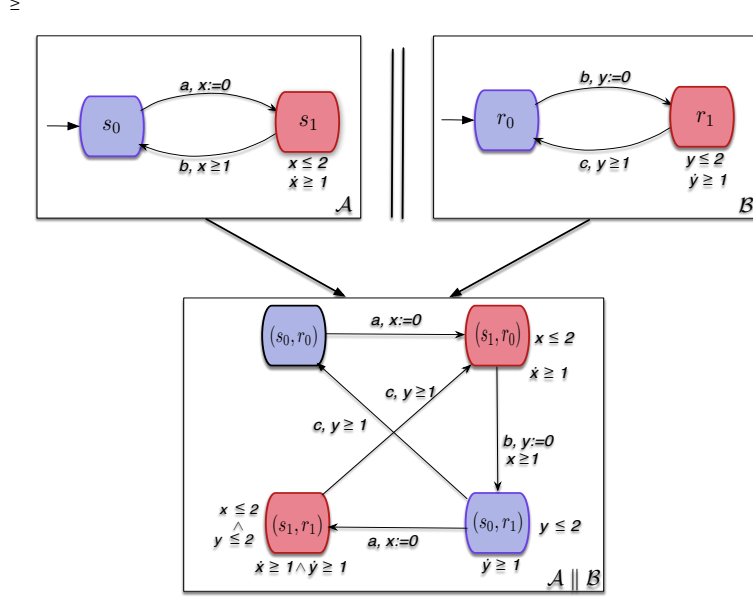 ≥
a, x:=0
s₀
s₁
b, x ≥ 1
x ≤ 2
ẋ ≥ 1
𝒜
b, y:=0
r₀
r₁
c, y ≥ 1
y ≤ 2
ẏ ≥ 1
ℬ
(s₀, r₀)
a, x:=0
(s₁, r₀)
x ≤ 2
ẋ ≥ 1
c, y ≥ 1
c, y ≥ 1
b, y:=0
x ≥ 1
x ≤ 2
∧
y ≤ 2
(s₁, r₁)
a, x:=0
(s₀, r₁)
y ≤ 2
ẋ ≥ 1 ∧ ẏ ≥ 1
ẏ ≥ 1
𝒜 ∥ ℬ